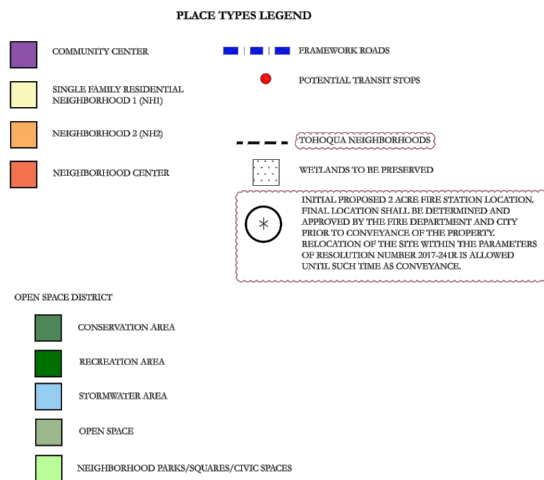 PLACE TYPES LEGEND
COMMUNITY CENTER
SINGLE FAMILY RESIDENTIAL
NEIGHBORHOOD 1 (NH1)
NEIGHBORHOOD 2 (NH2)
NEIGHBORHOOD CENTER
FRAMEWORK ROADS
POTENTIAL TRANSIT STOPS
TOHOQUA NEIGHBORHOODS
WETLANDS TO BE PRESERVED
INITIAL PROPOSED 2 ACRE FIRE STATION LOCATION.
FINAL LOCATION SHALL BE DETERMINED AND
APPROVED BY THE FIRE DEPARTMENT AND CITY
PRIOR TO CONVEYANCE OF THE PROPERTY.
RELOCATION OF THE SITE WITHIN THE PARAMETERS
OF RESOLUTION NUMBER 2017-241R IS ALLOWED
UNTIL SUCH TIME AS CONVEYANCE.
OPEN SPACE DISTRICT
CONSERVATION AREA
RECREATION AREA
STORMWATER AREA
OPEN SPACE
NEIGHBORHOOD PARKS/SQUARES/CIVIC SPACES